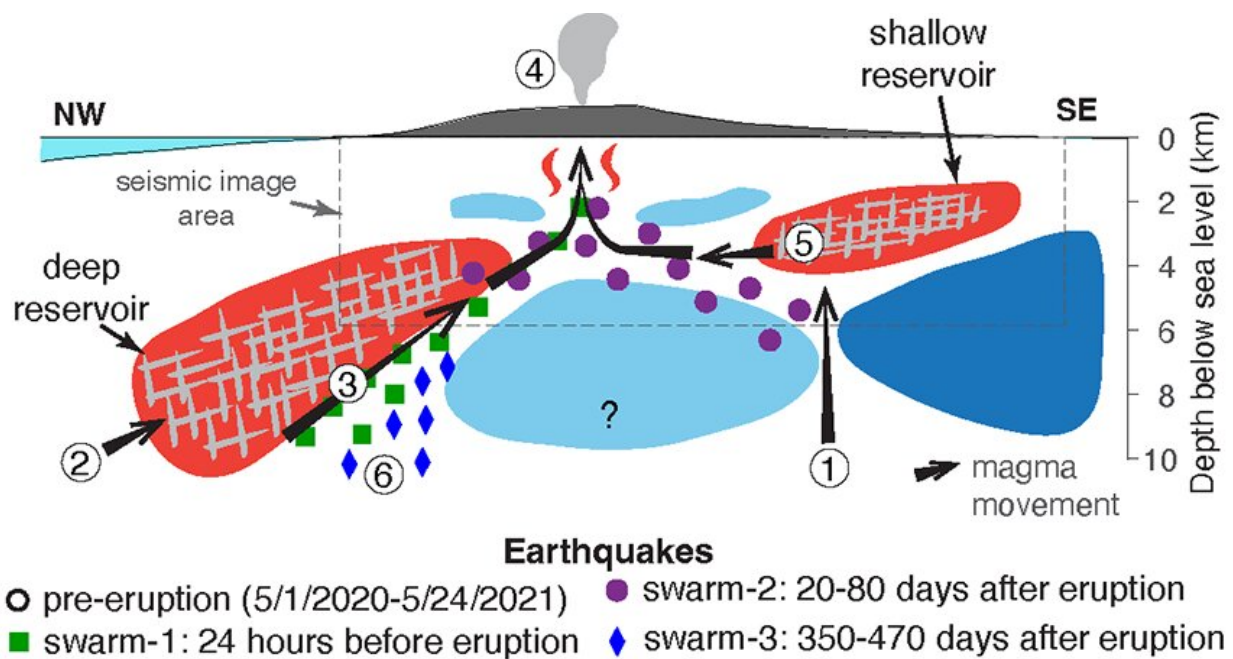 shallow
reservoir
④
NW
SE
0
seismic image
area
2
⑤
deep
reservoir
4
6
③
8
?
②
⑥
①
10
magma
movement
Depth below sea level (km)
Earthquakes
pre-eruption (5/1/2020-5/24/2021)
swarm-2: 20-80 days after eruption
swarm-1: 24 hours before eruption
swarm-3: 350-470 days after eruption